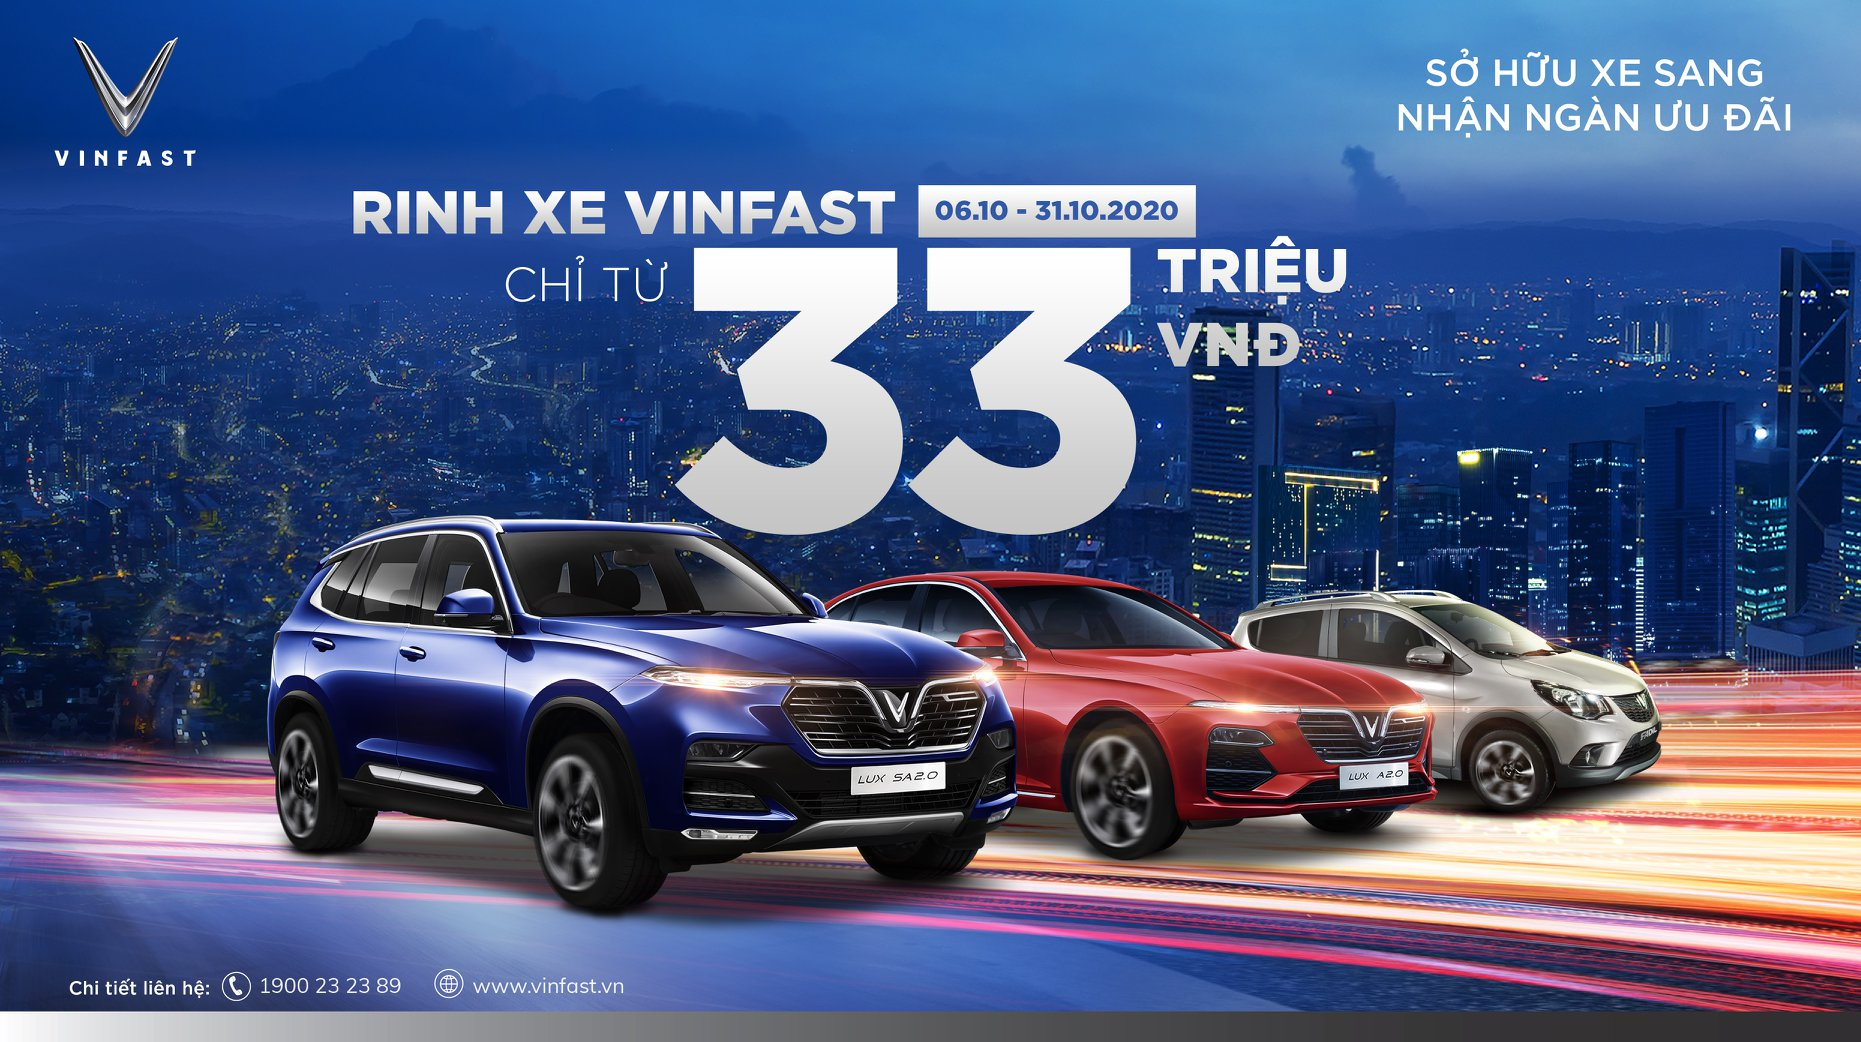 VINFAST
SỞ HỮU XE SANG
NHẬN NGÀN ƯU ĐÃI
RINH XE VINFAST 06.10 - 31.10.2020
CHỈ TỪ 33 TRIỆU
VNĐ
LUX SA2.0
LUX A2.0
FADIL
Chi tiết liên hệ: 1900 23 23 89 www.vinfast.vn